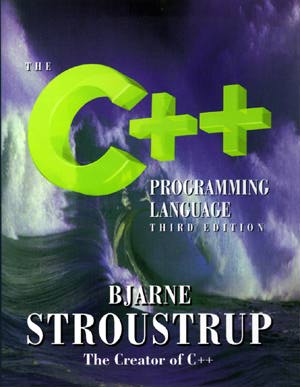 THE
C++
PROGRAMMING
LANGUAGE
THIRD EDITION
BJARNE
STROUSTRUP
The Creator of C++